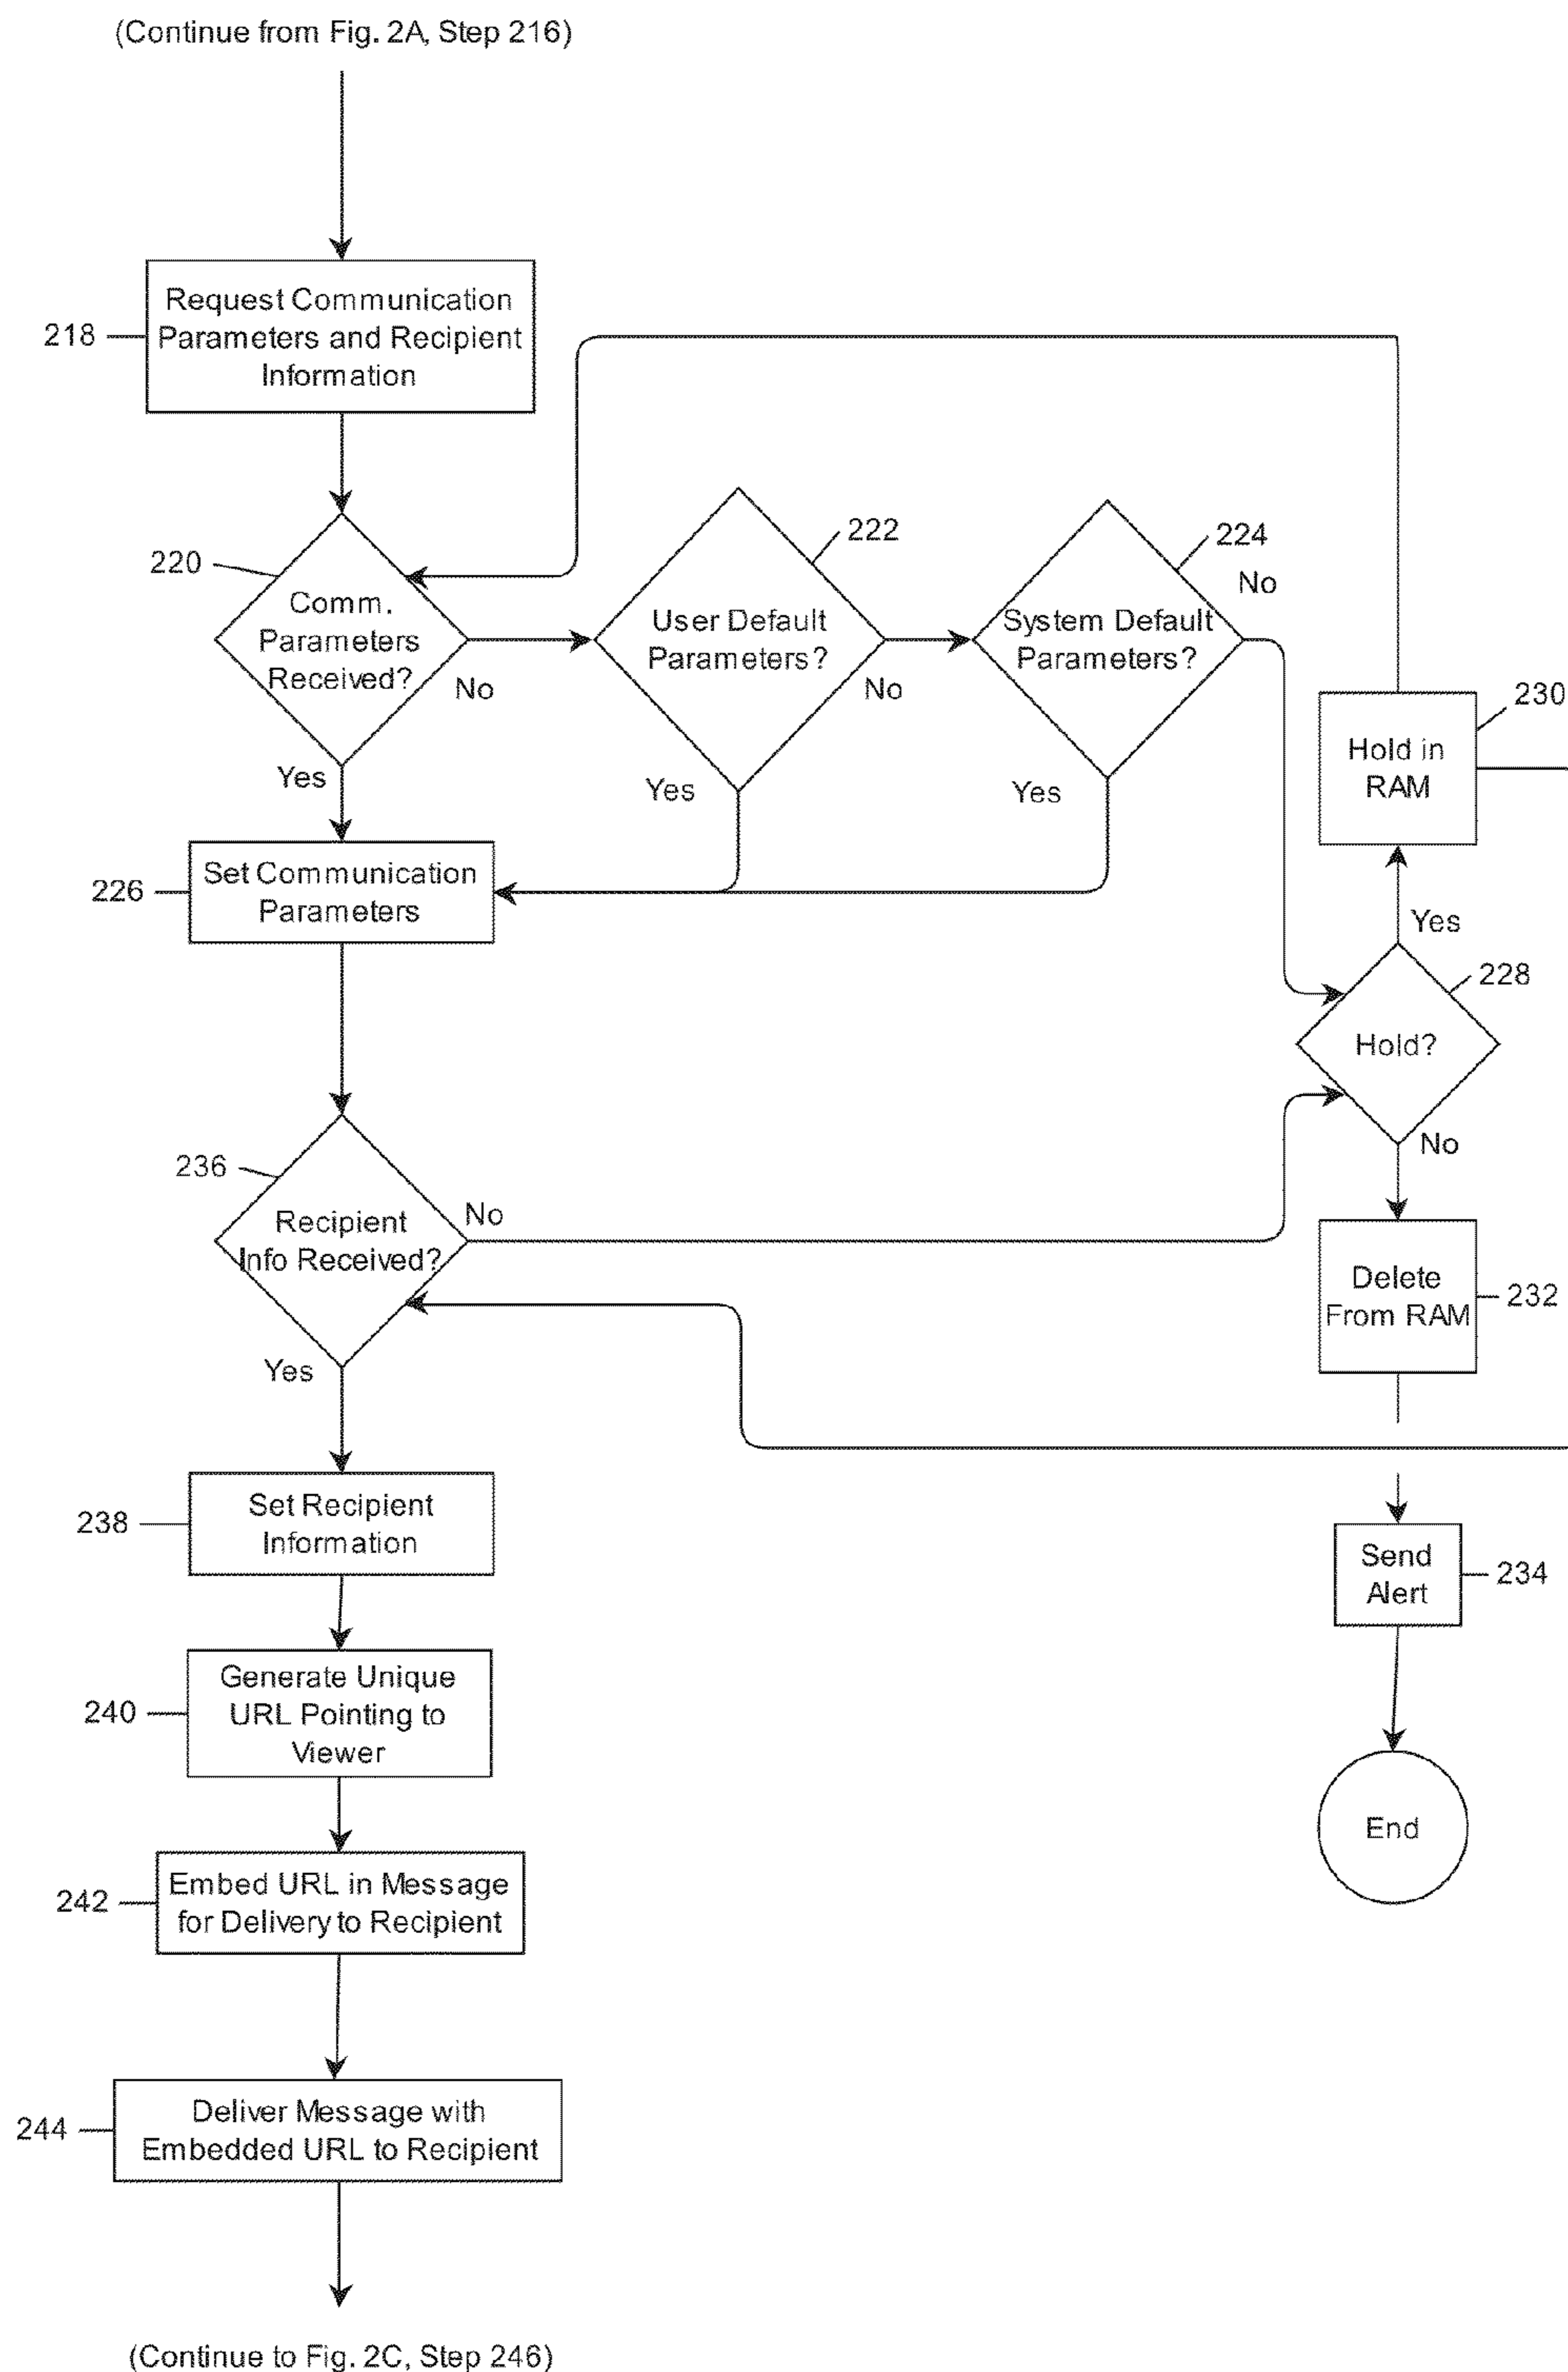 (Continue from Fig. 2A, Step 216)
218
Request Communication
Parameters and Recipient
Information
220
Comm.
Parameters
Received?
No
Yes
222
User Default
Parameters?
No
Yes
224
No
System Default
Parameters?
Yes
230
Hold in
RAM
226
Set Communication
Parameters
Yes
228
Hold?
No
236
Recipient
Info Received?
No
Yes
232
Delete
From RAM
238
Set Recipient
Information
234
Send
Alert
240
Generate Unique
URL Pointing to
Viewer
End
242
Embed URL in Message
for Delivery to Recipient
244
Deliver Message with
Embedded URL to Recipient
(Continue to Fig. 2C, Step 246)